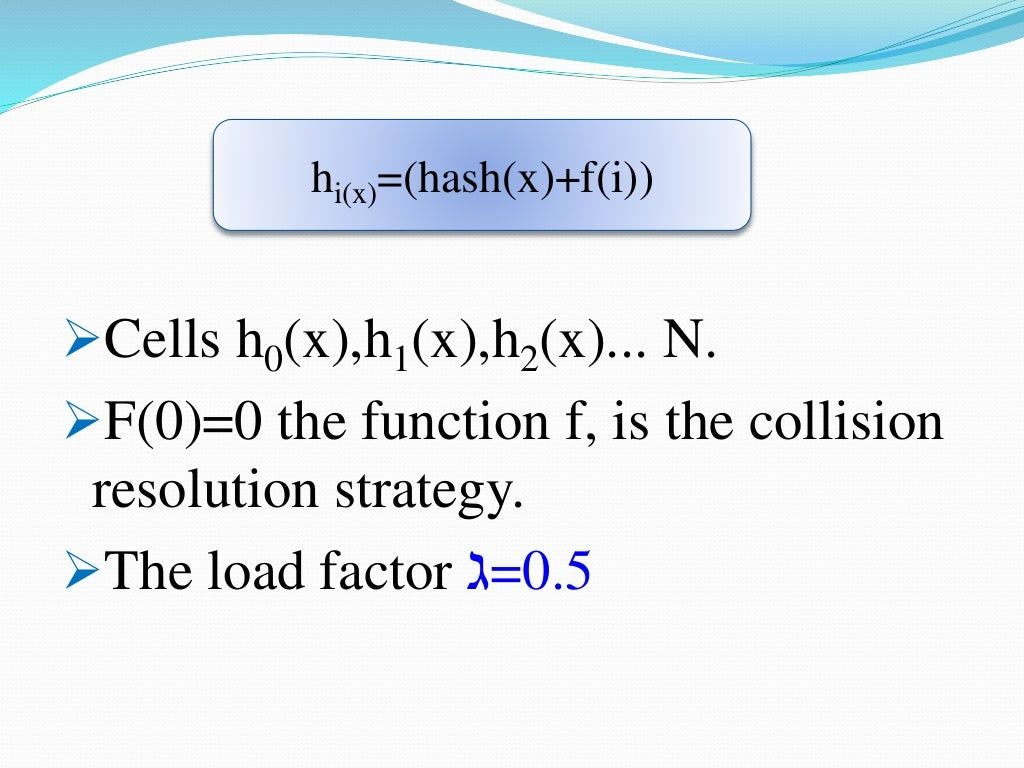 hᵢ₍ₓ₎=(hash(x)+f(i))
➢Cells h₀(x),h₁(x),h₂(x)... N.
➢F(0)=0 the function f, is the collision
resolution strategy.
➢The load factor ג=0.5